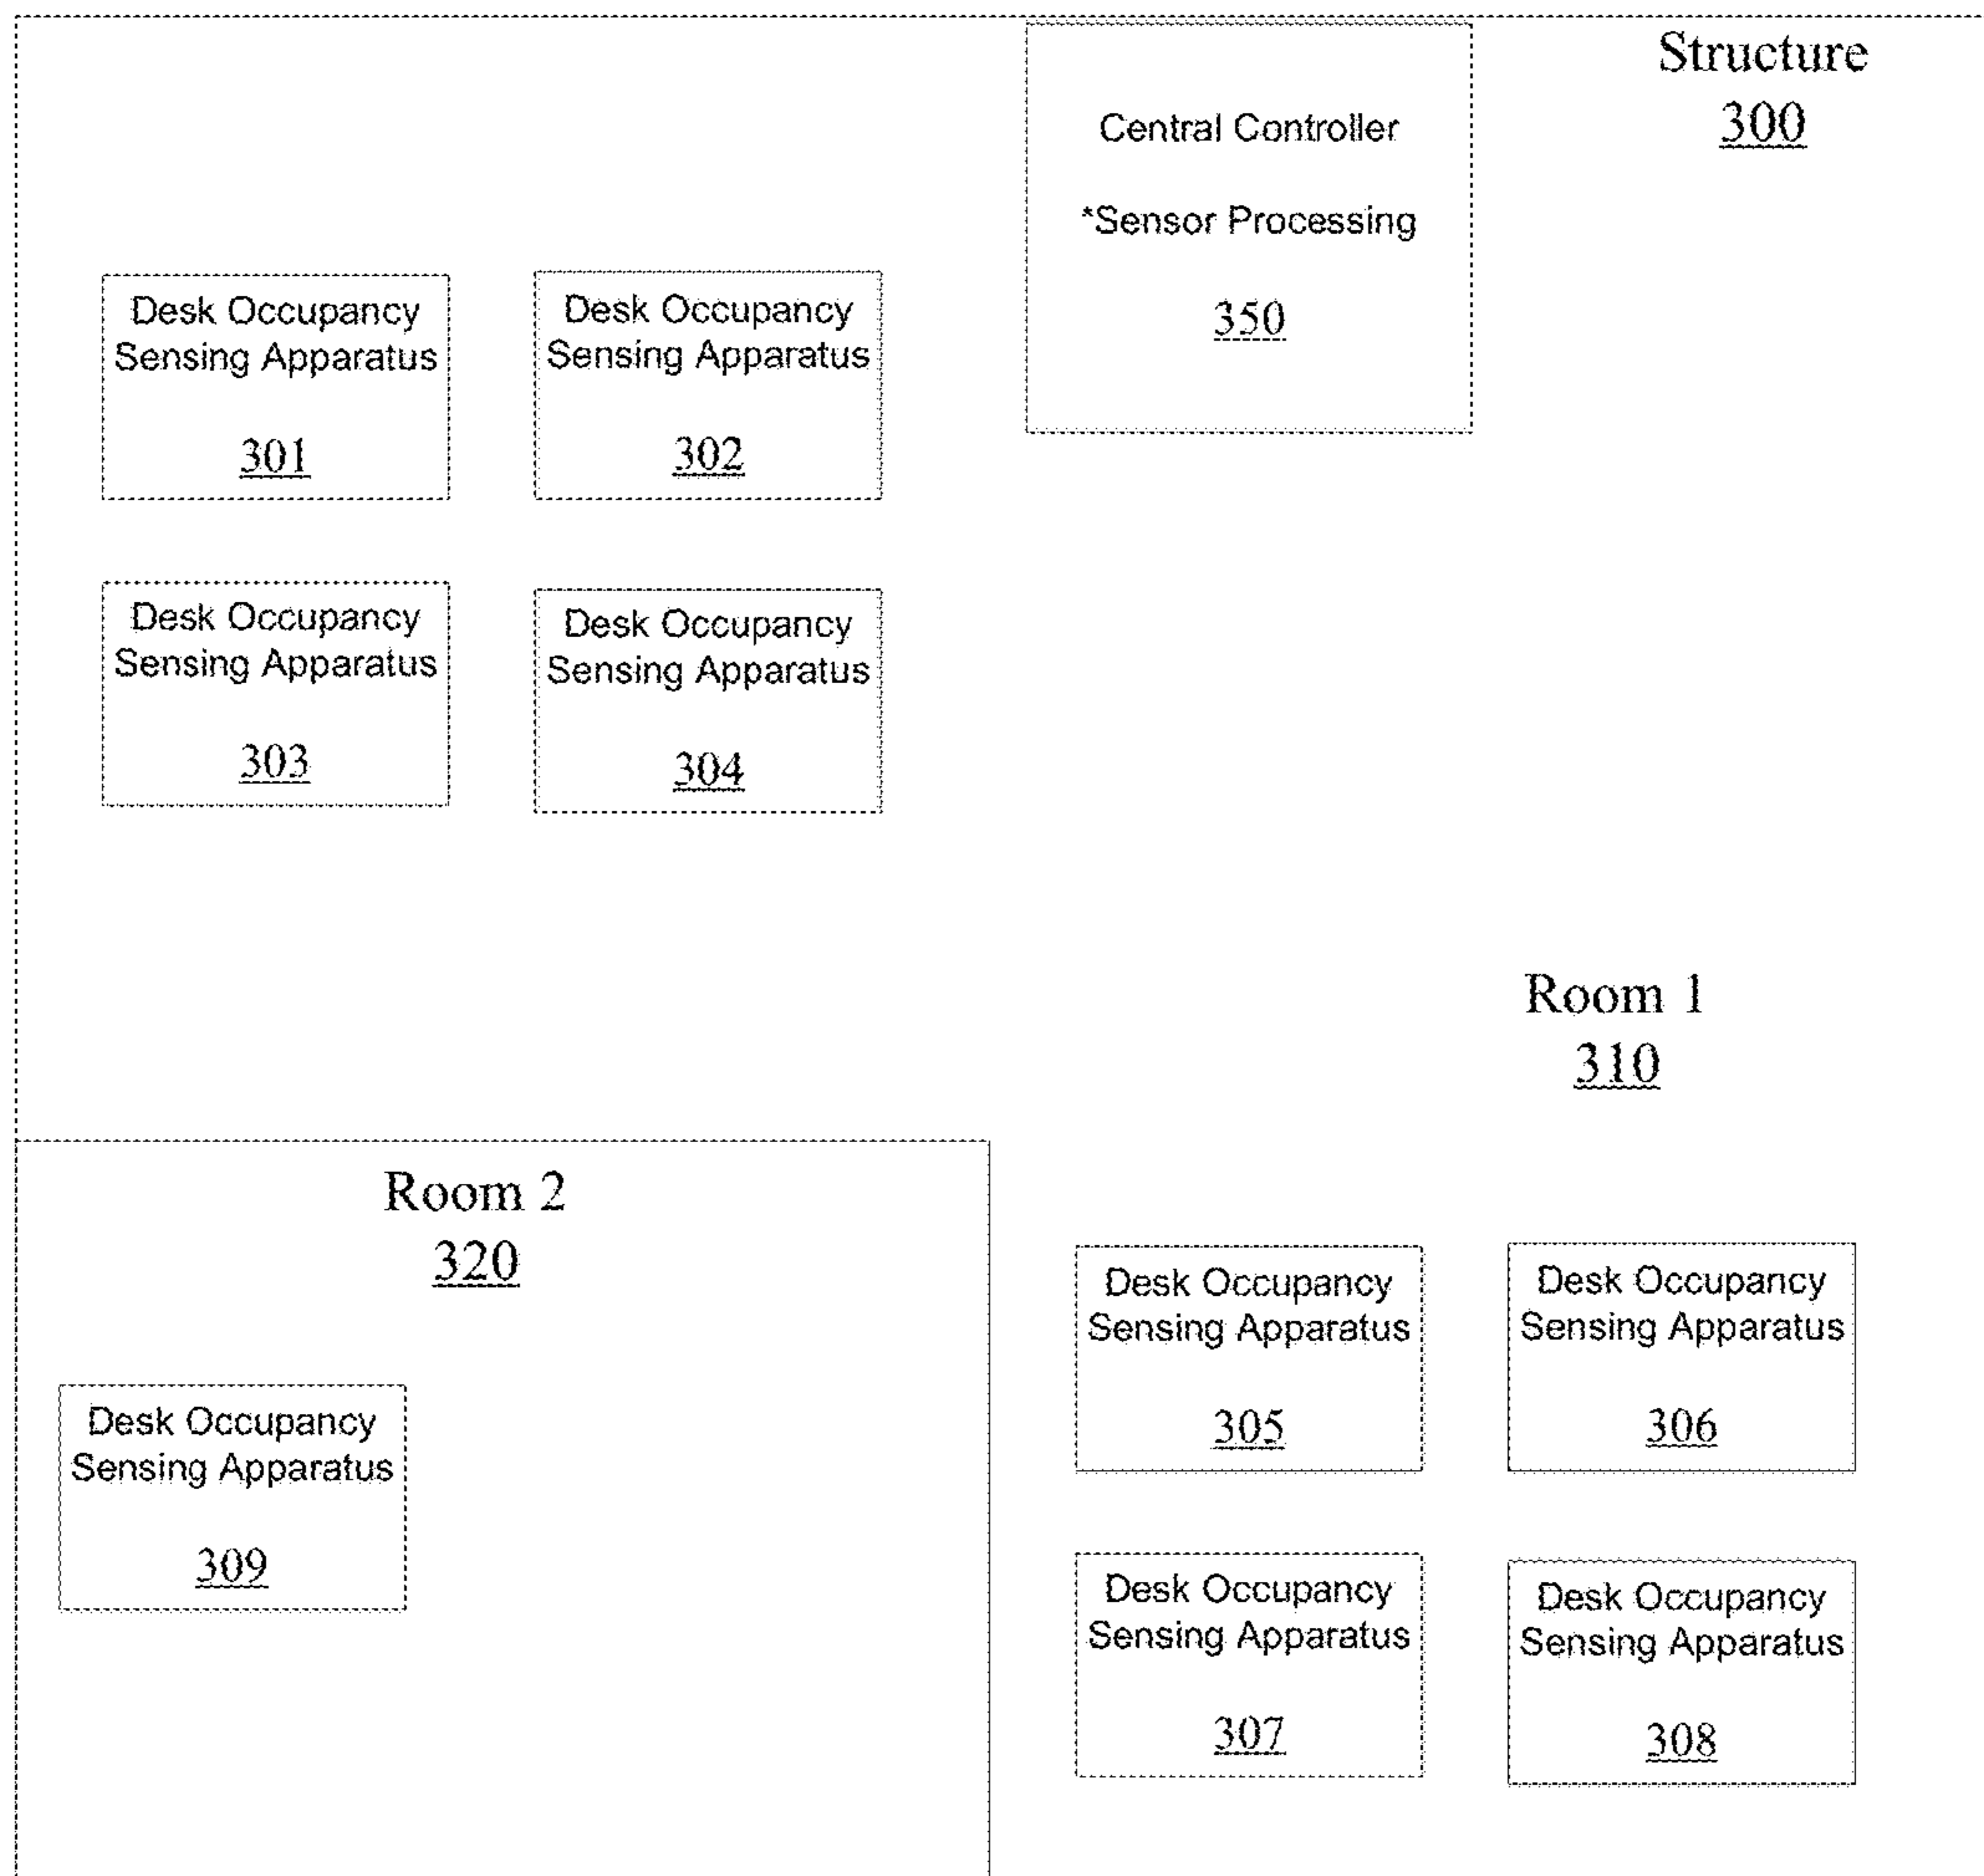 Structure
300
Central Controller
*Sensor Processing
350
Desk Occupancy
Sensing Apparatus
301
Desk Occupancy
Sensing Apparatus
302
Desk Occupancy
Sensing Apparatus
303
Desk Occupancy
Sensing Apparatus
304
Room 1
310
Room 2
320
Desk Occupancy
Sensing Apparatus
305
Desk Occupancy
Sensing Apparatus
306
Desk Occupancy
Sensing Apparatus
309
Desk Occupancy
Sensing Apparatus
307
Desk Occupancy
Sensing Apparatus
308